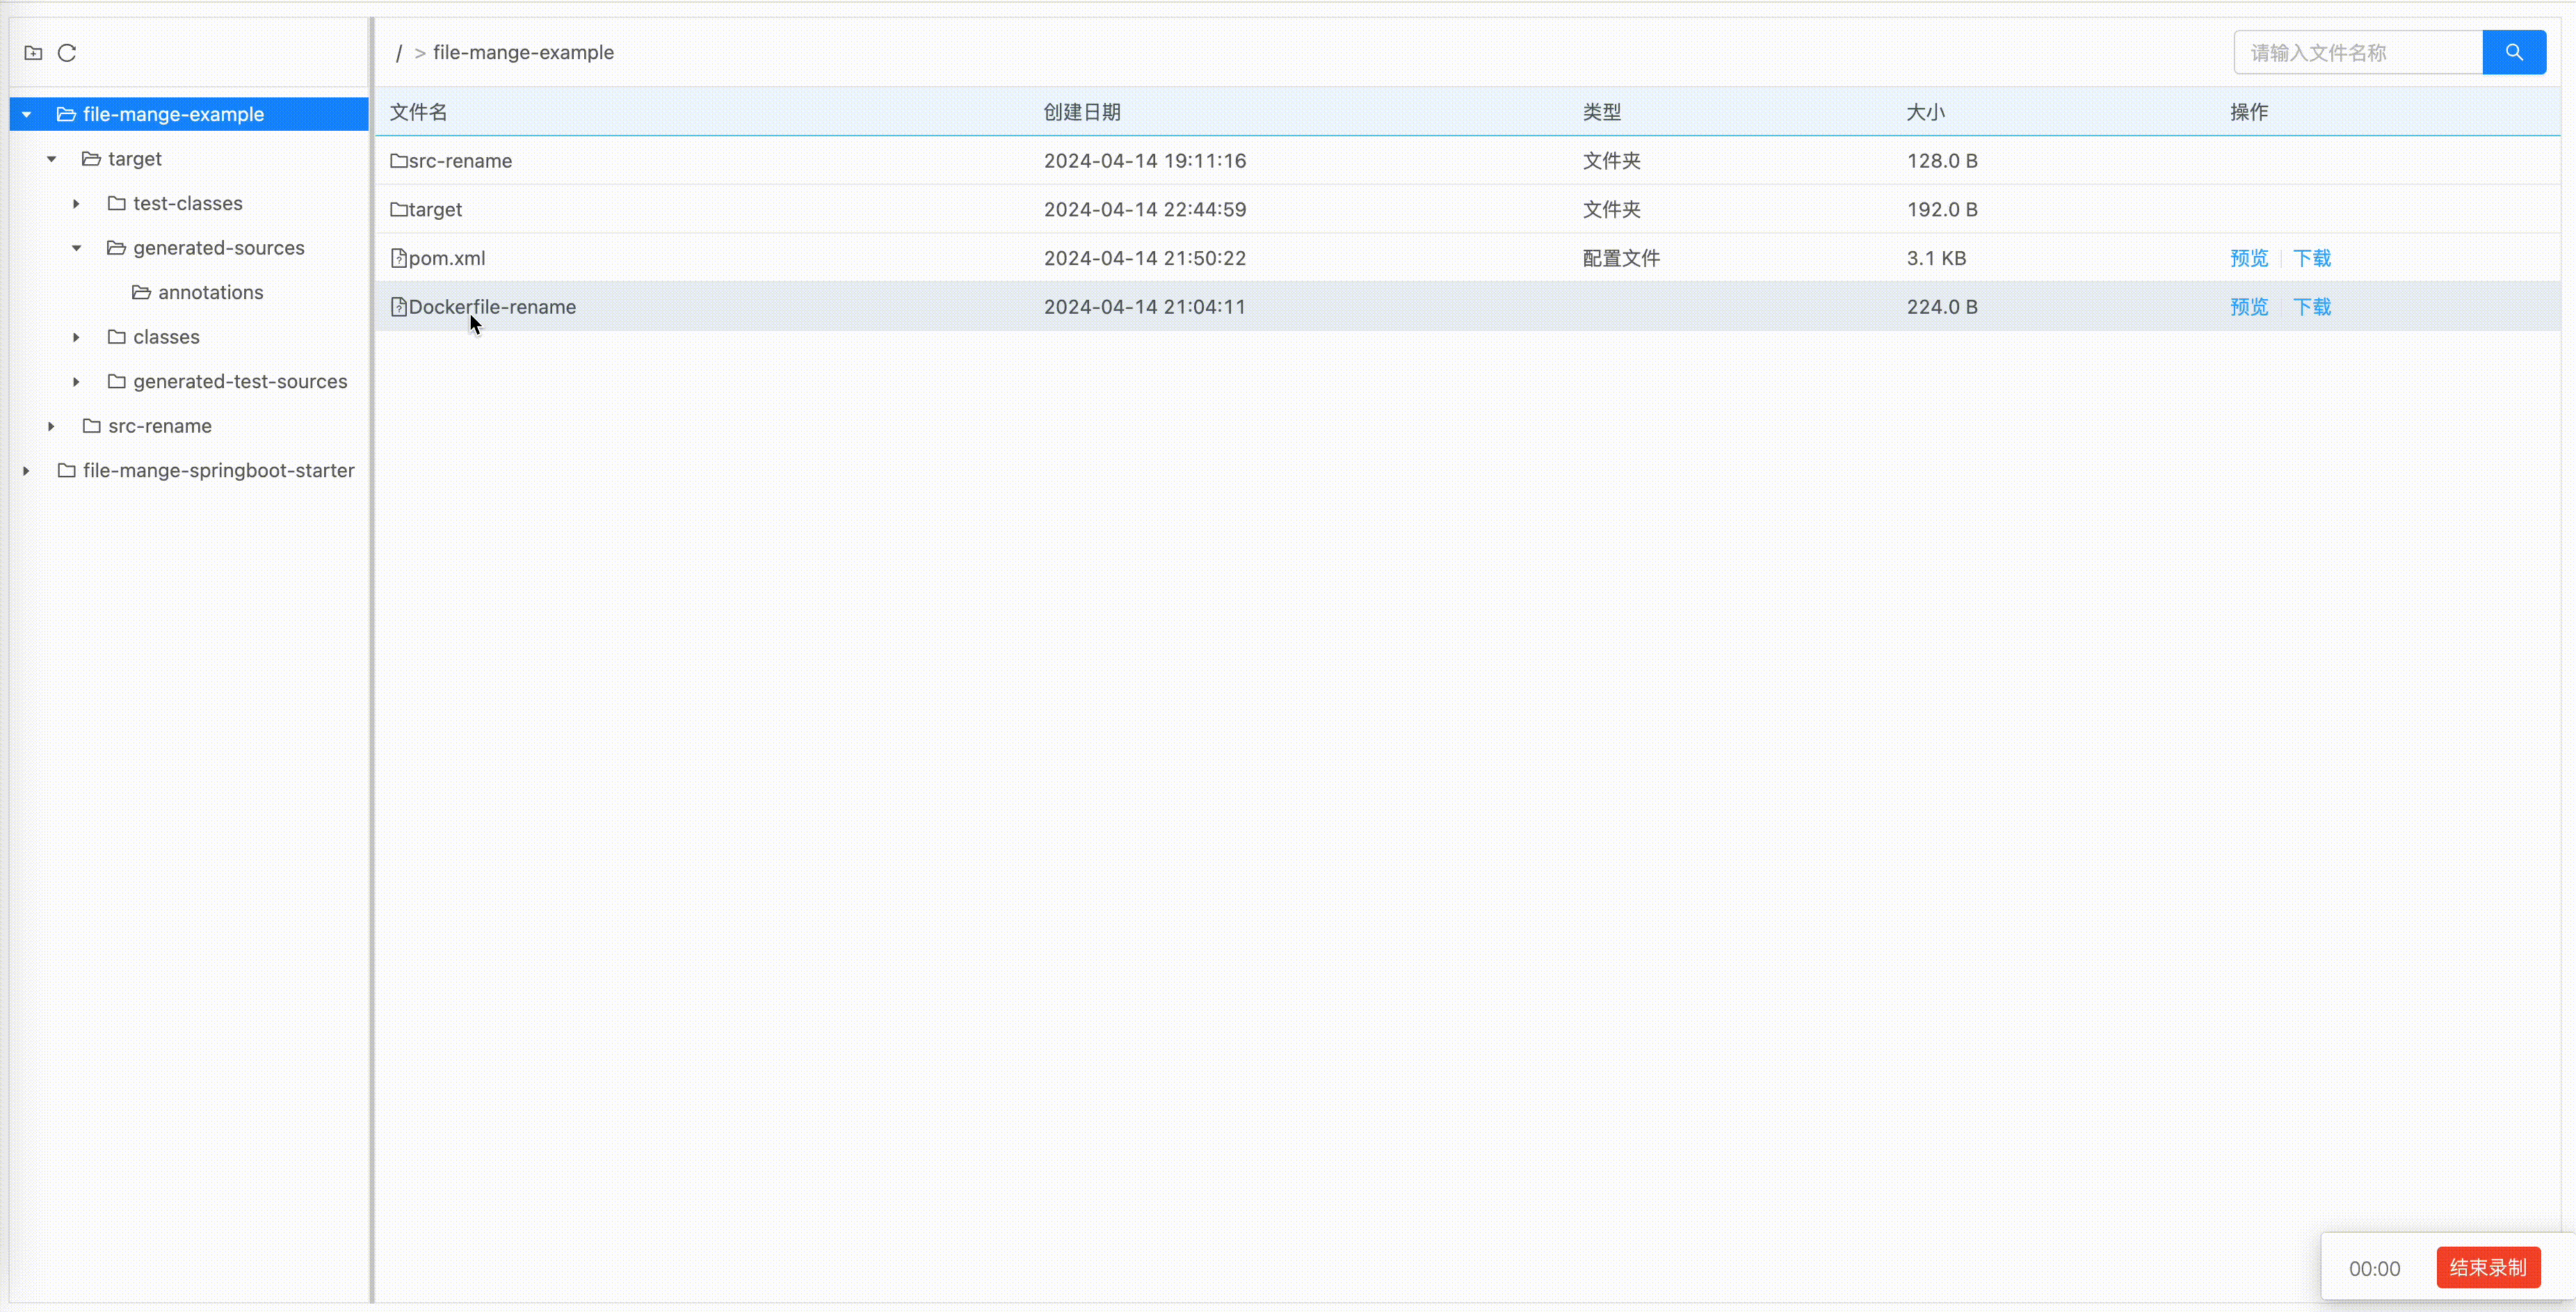 / > file-mange-example
请输入文件名称
file-mange-example
target
test-classes
generated-sources
annotations
classes
generated-test-sources
src-rename
file-mange-springboot-starter
文件名 创建日期 类型 大小 操作
src-rename 2024-04-14 19:11:16 文件夹 128.0 B
target 2024-04-14 22:44:59 文件夹 192.0 B
pom.xml 2024-04-14 21:50:22 配置文件 3.1 KB 预览 下载
Dockerfile-rename 2024-04-14 21:04:11 224.0 B 预览 下载
00:00 结束录制